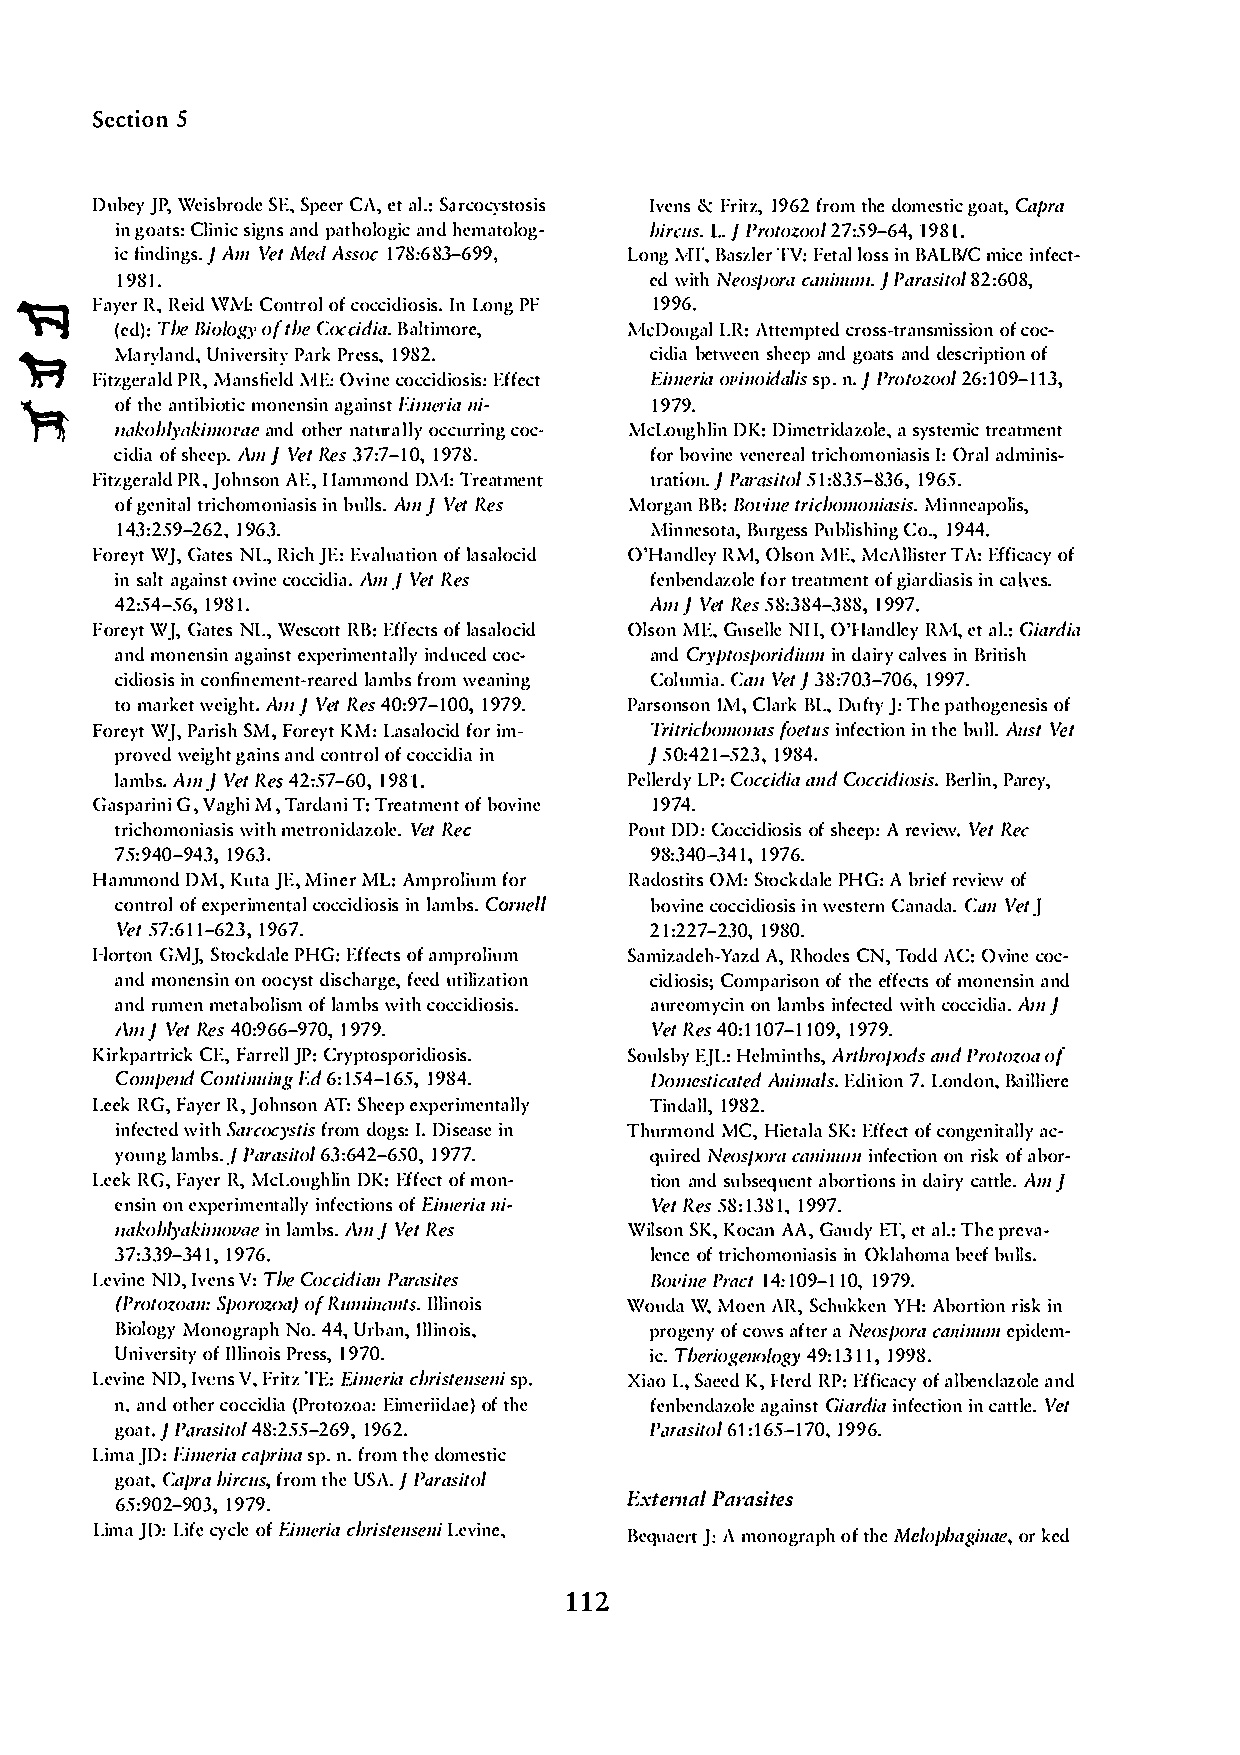 Section 5
Dubey JP, Weisbrode SE, Speer CA, et al.: Sarcocystosis
in goats: Clinic signs and pathologic and hematolog-
ic findings. J Am Vet Med Assoc 178:683–699,
1981.
Fayer R, Reid WM: Control of coccidiosis. In Long PF
(ed): The Biology of the Coccidia. Baltimore,
Maryland, University Park Press, 1982.
Fitzgerald PR, Mansfield ME: Ovine coccidiosis: Effect
of the antibiotic monensin against Eimeria ni-
nakohlyakimorae and other naturally occurring coc-
cidia of sheep. Am J Vet Res 37:7–10, 1978.
Fitzgerald PR, Johnson AE, Hammond DM: Treatment
of genital trichomoniasis in bulls. Am J Vet Res
143:259–262, 1963.
Foreyt WJ, Gates NL, Rich JE: Evaluation of lasalocid
in salt against ovine coccidia. Am J Vet Res
42:54–56, 1981.
Foreyt WJ, Gates NL, Wescott RB: Effects of lasalocid
and monensin against experimentally induced coc-
cidiosis in confinement-reared lambs from weaning
to market weight. Am J Vet Res 40:97–100, 1979.
Foreyt WJ, Parish SM, Foreyt KM: Lasalocid for im-
proved weight gains and control of coccidia in
lambs. Am J Vet Res 42:57–60, 1981.
Gasparini G, Vaghi M, Tardani T: Treatment of bovine
trichomoniasis with metronidazole. Vet Rec
75:940–943, 1963.
Hammond DM, Kuta JE, Miner ML: Amprolium for
control of experimental coccidiosis in lambs. Cornell
Vet 57:611–623, 1967.
Horton GMJ, Stockdale PHG: Effects of amprolium
and monensin on oocyst discharge, feed utilization
and rumen metabolism of lambs with coccidiosis.
Am J Vet Res 40:966–970, 1979.
Kirkpartrick CE, Farrell JP: Cryptosporidiosis.
Compend Continuing Ed 6:154–165, 1984.
Leek RG, Fayer R, Johnson AT: Sheep experimentally
infected with Sarcocystis from dogs: I. Disease in
young lambs. J Parasitol 63:642–650, 1977.
Leek RG, Fayer R, McLoughlin DK: Effect of mon-
ensin on experimentally infections of Eimeria ni-
nakohlyakimovae in lambs. Am J Vet Res
37:339–341, 1976.
Levine ND, Ivens V: The Coccidian Parasites
(Protozoan: Sporozoa) of Ruminants. Illinois
Biology Monograph No. 44, Urban, Illinois,
University of Illinois Press, 1970.
Levine ND, Ivens V, Fritz TE: Eimeria christenseni sp.
n. and other coccidia (Protozoa: Eimeriidae) of the
goat. J Parasitol 48:255–269, 1962.
Lima JD: Eimeria caprina sp. n. from the domestic
goat, Capra hircus, from the USA. J Parasitol
65:902–903, 1979.
Lima JD: Life cycle of Eimeria christenseni Levine,
Ivens & Fritz, 1962 from the domestic goat, Capra
hircus. L. J Protozool 27:59–64, 1981.
Long MT, Baszler TV: Fetal loss in BALB/C mice infect-
ed with Neospora caninum. J Parasitol 82:608,
1996.
McDougal LR: Attempted cross-transmission of coc-
cidia between sheep and goats and description of
Eimeria ovinoidalis sp. n. J Protozool 26:109–113,
1979.
McLoughlin DK: Dimetridazole, a systemic treatment
for bovine venereal trichomoniasis I: Oral adminis-
tration. J Parasitol 51:835–836, 1965.
Morgan BB: Bovine trichomoniasis. Minneapolis,
Minnesota, Burgess Publishing Co., 1944.
O'Handley RM, Olson ME, McAllister TA: Efficacy of
fenbendazole for treatment of giardiasis in calves.
Am J Vet Res 58:384–388, 1997.
Olson ME, Guselle NH, O'Handley RM, et al.: Giardia
and Cryptosporidium in dairy calves in British
Columia. Can Vet J 38:703–706, 1997.
Parsonson IM, Clark BL, Dufty J: The pathogenesis of
Tritrichomonas foetus infection in the bull. Aust Vet
J 50:421–523, 1984.
Pellerdy LP: Coccidia and Coccidiosis. Berlin, Parey,
1974.
Pout DD: Coccidiosis of sheep: A review. Vet Rec
98:340–341, 1976.
Radostits OM: Stockdale PHG: A brief review of
bovine coccidiosis in western Canada. Can Vet J
21:227–230, 1980.
Samizadeh-Yazd A, Rhodes CN, Todd AC: Ovine coc-
cidiosis; Comparison of the effects of monensin and
aureomycin on lambs infected with coccidia. Am J
Vet Res 40:1107–1109, 1979.
Soulsby EJL: Helminths, Arthropods and Protozoa of
Domesticated Animals. Edition 7. London, Bailliere
Tindall, 1982.
Thurmond MC, Hietala SK: Effect of congenitally ac-
quired Neospora caninum infection on risk of abor-
tion and subsequent abortions in dairy cattle. Am J
Vet Res 58:1381, 1997.
Wilson SK, Kocan AA, Gaudy ET, et al.: The preva-
lence of trichomoniasis in Oklahoma beef bulls.
Bovine Pract 14:109–110, 1979.
Wouda W, Moen AR, Schukken YH: Abortion risk in
progeny of cows after a Neospora caninum epidem-
ic. Theriogenology 49:1311, 1998.
Xiao L, Saeed K, Herd RP: Efficacy of albendazole and
fenbendazole against Giardia infection in cattle. Vet
Parasitol 61:165–170, 1996.
External Parasites
Bequaert J: A monograph of the Melophaginae, or ked
112